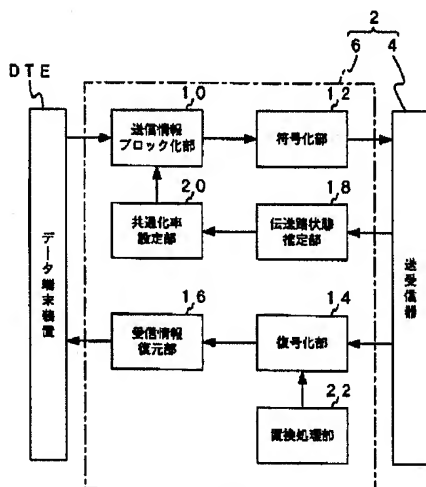 2
6 4
DTE
10
送信情報
ブロック化部
12
符号化部
20
共通化率
設定部
18
伝送路状態
推定部
16
受信情報
復元部
14
復号化部
22
置換処理部
データ端末装置
送受信器